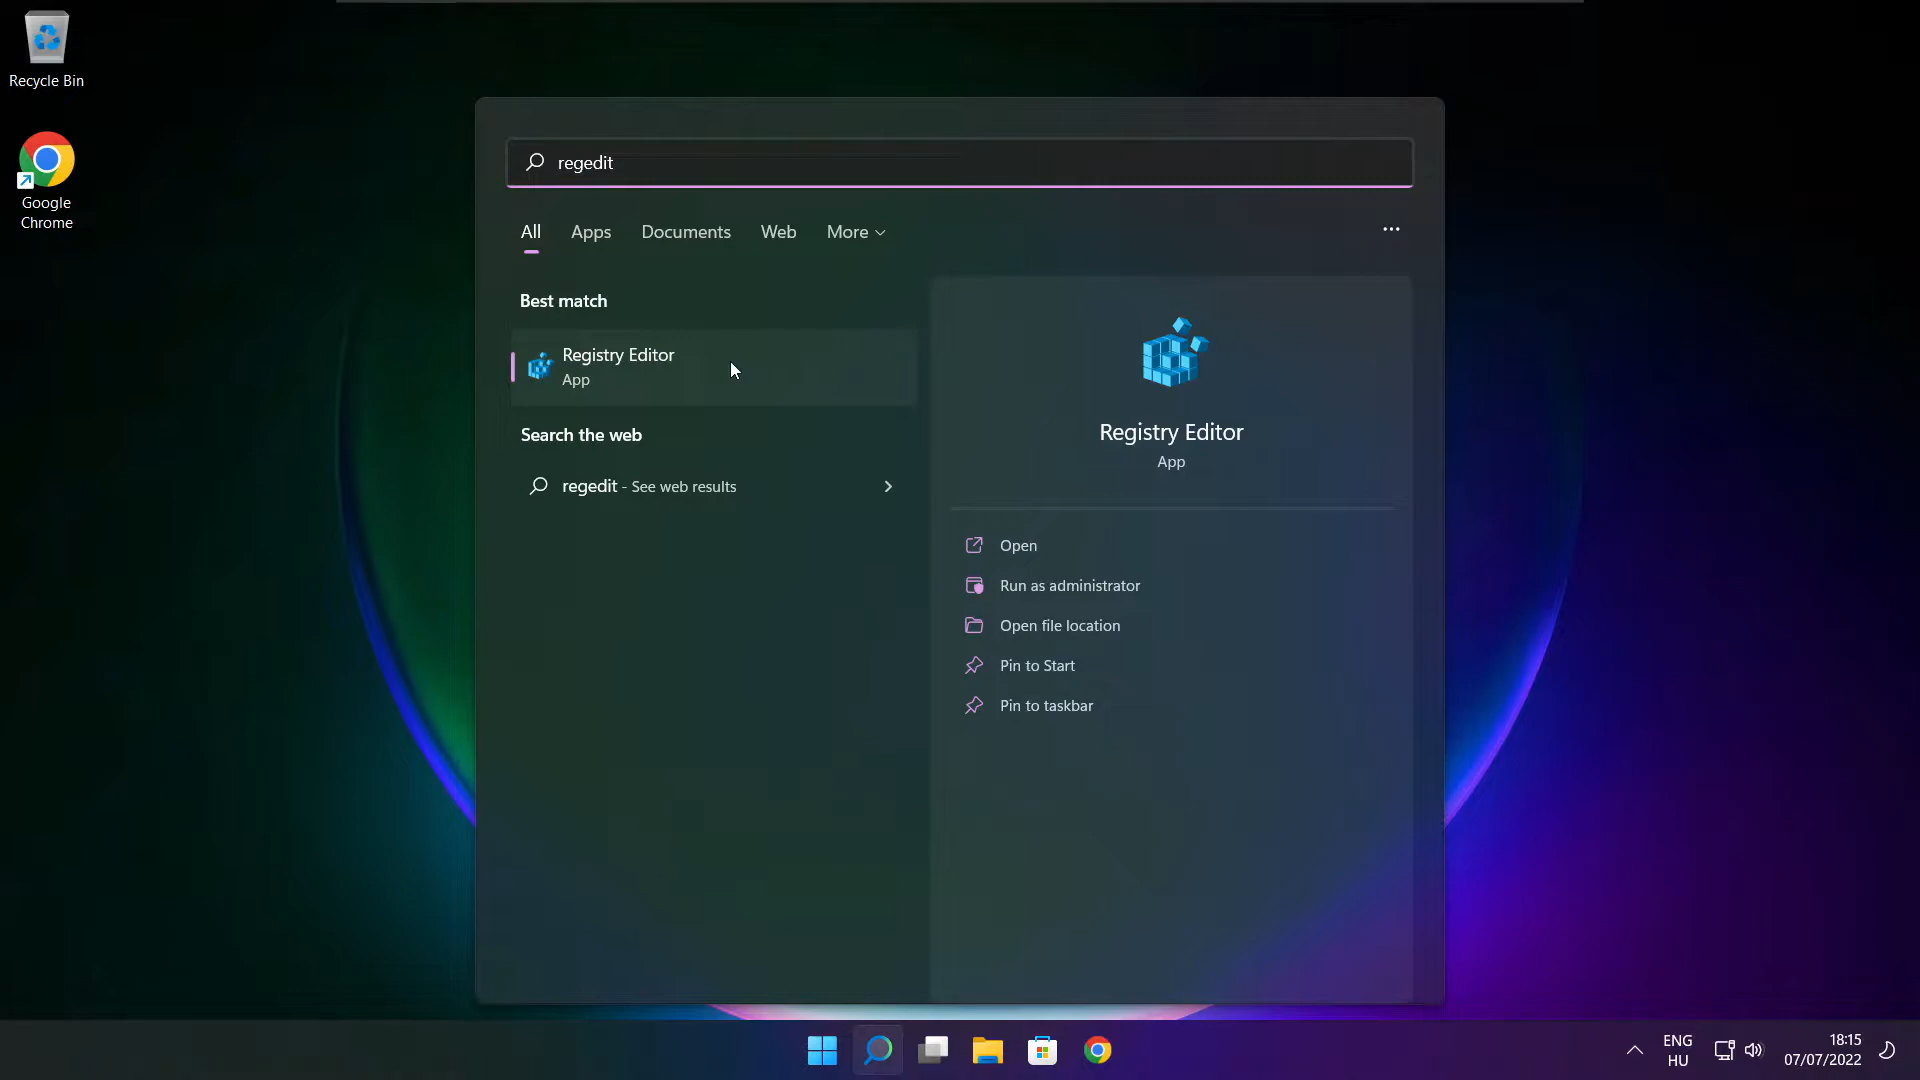 Recycle Bin
Google
Chrome
regedit
All Apps Documents Web More
Best match
Registry Editor
App
Search the web
regedit - See web results
Registry Editor
App
Open
Run as administrator
Open file location
Pin to Start
Pin to taskbar
ENG
HU
18:15
07/07/2022